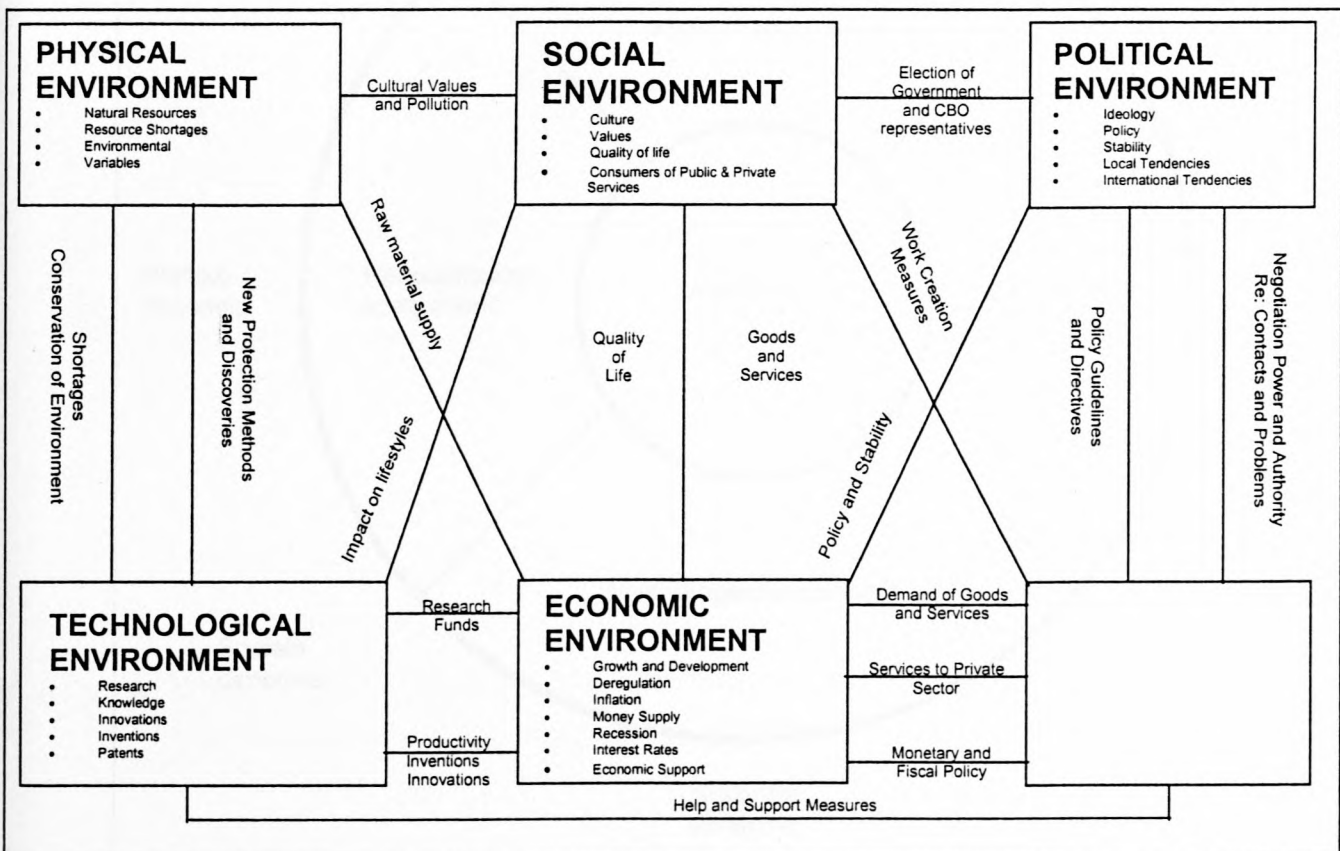 PHYSICAL
ENVIRONMENT
• Natural Resources
• Resource Shortages
• Environmental
• Variables
Cultural Values
and Pollution
SOCIAL
ENVIRONMENT
• Culture
• Values
• Quality of life
• Consumers of Public & Private
Services
Election of
Government
and CBO
representatives
POLITICAL
ENVIRONMENT
• Ideology
• Policy
• Stability
• Local Tendencies
• International Tendencies
Shortages
Conservation of Environment
New Protection Methods
and Discoveries
Raw material supply
Impact on lifestyles
Quality
of
Life
Goods
and
Services
Work Creation
Measures
Policy and Stability
Policy Guidelines
and Directives
Negotiation Power and Authority
Re: Contacts and Problems
TECHNOLOGICAL
ENVIRONMENT
• Research
• Knowledge
• Innovations
• Inventions
• Patents
Research
Funds
Productivity
Inventions
Innovations
ECONOMIC
ENVIRONMENT
• Growth and Development
• Deregulation
• Inflation
• Money Supply
• Recession
• Interest Rates
• Economic Support
Demand of Goods
and Services
Services to Private
Sector
Monetary and
Fiscal Policy
Help and Support Measures